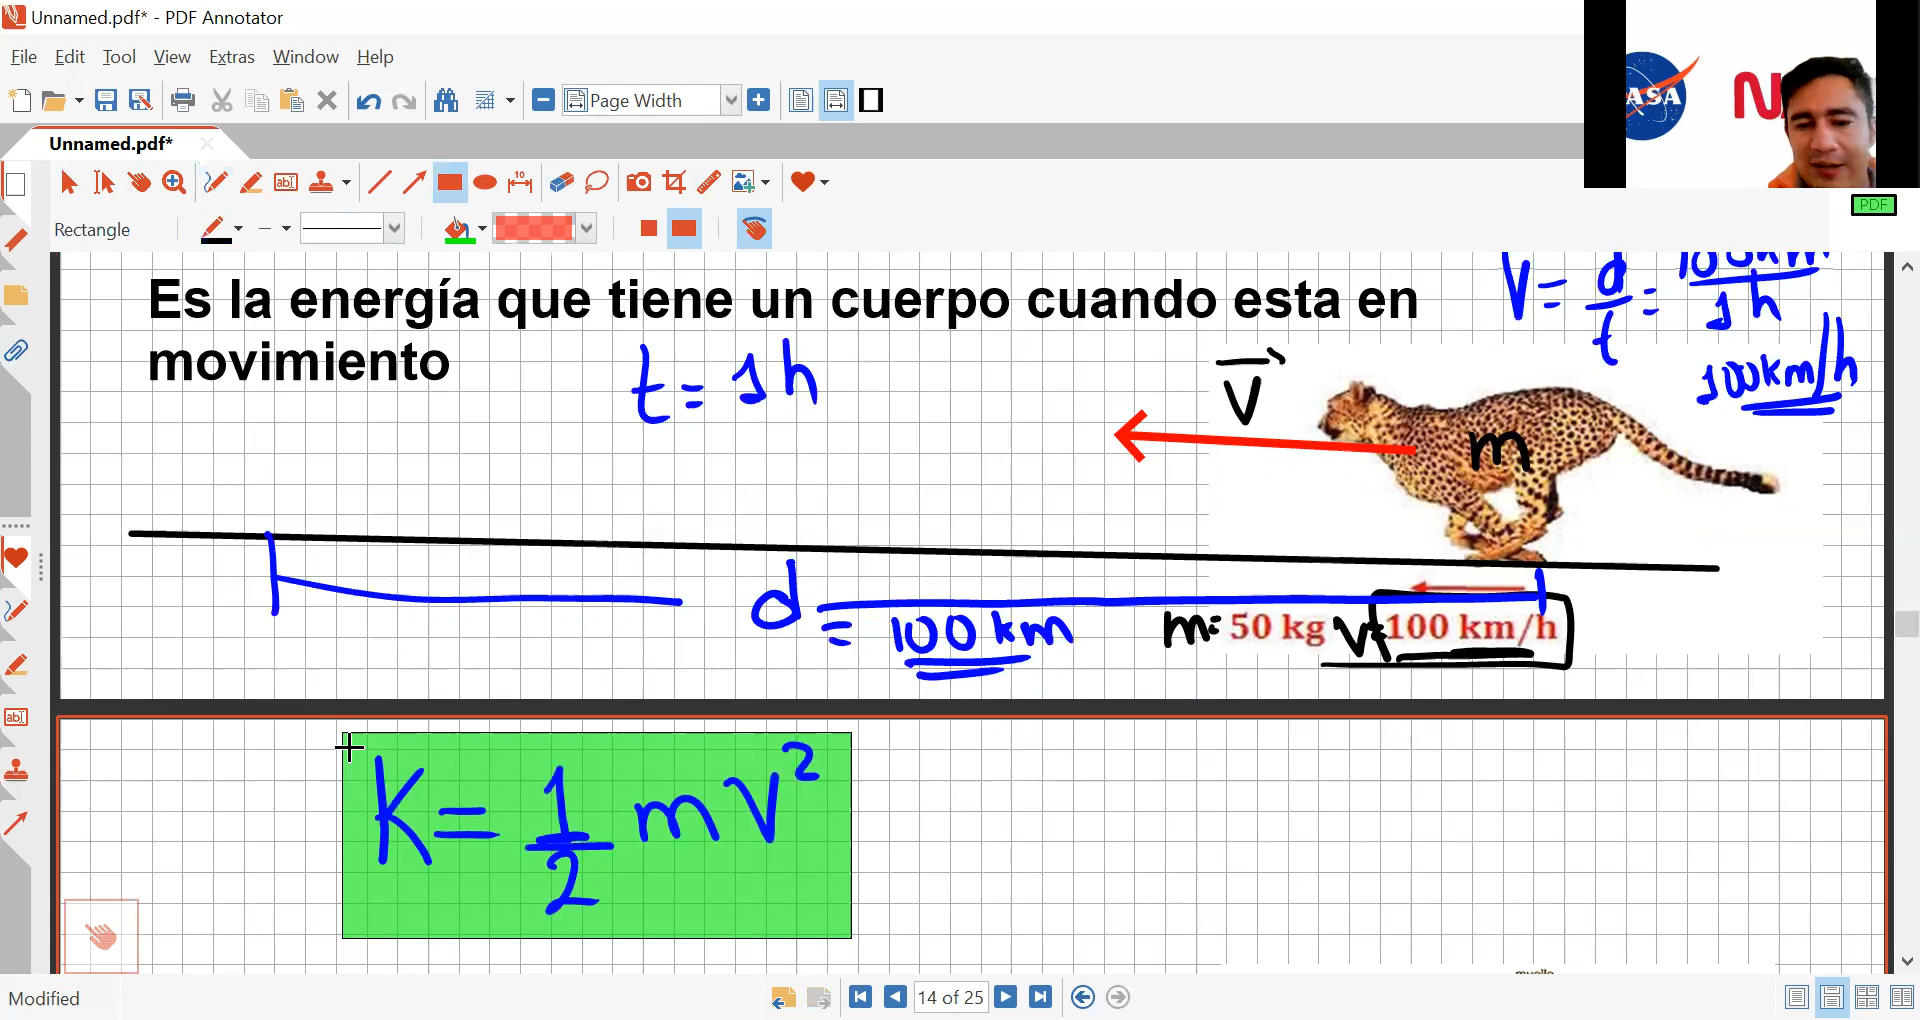 Unnamed.pdf* - PDF Annotator
File Edit Tool View Extras Window Help
Page Width
Unnamed.pdf*
ab
10
Rectangle
PDF
Es la energía que tiene un cuerpo cuando esta en
movimiento
t = 1h
V = d/t = 100km/1h
100km/h
V
m
d = 100 km
m= 50 kg V= 100 km/h
K = 1/2 mV²
Modified
14 of 25